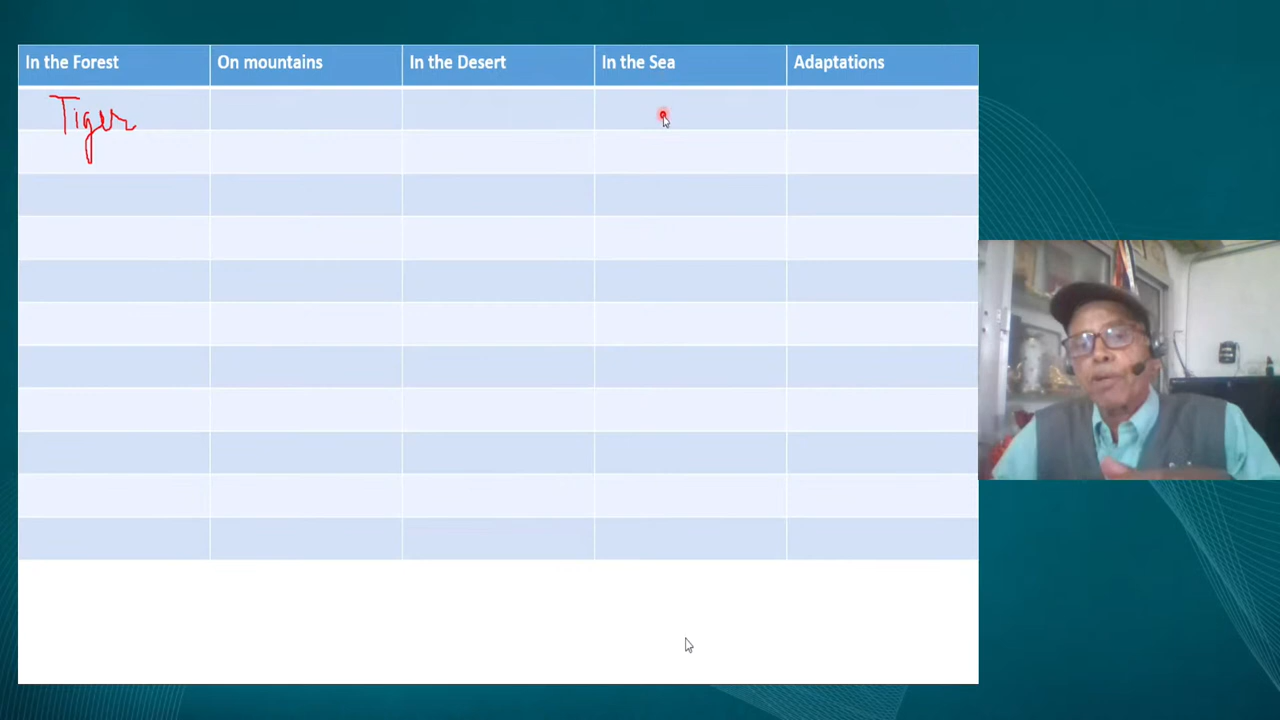 In the Forest On mountains In the Desert In the Sea Adaptations
Tiger